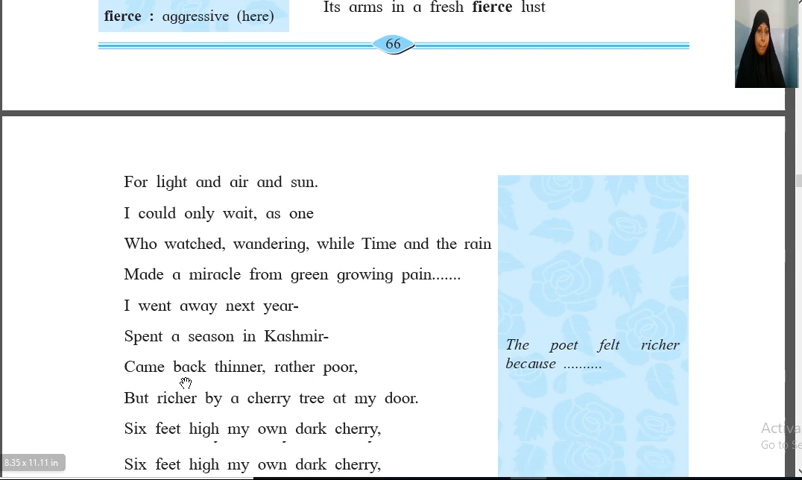 fierce : aggressive (here)
Its arms in a fresh fierce lust
66
For light and air and sun.
I could only wait, as one
Who watched, wandering, while Time and the rain
Made a miracle from green growing pain.......
I went away next year-
Spent a season in Kashmir-
Came back thinner, rather poor,
But richer by a cherry tree at my door.
Six feet high my own dark cherry,
Six feet high my own dark cherry,
The poet felt richer
because ..........
Activa
Go to Se
8.35 x 11.11 in